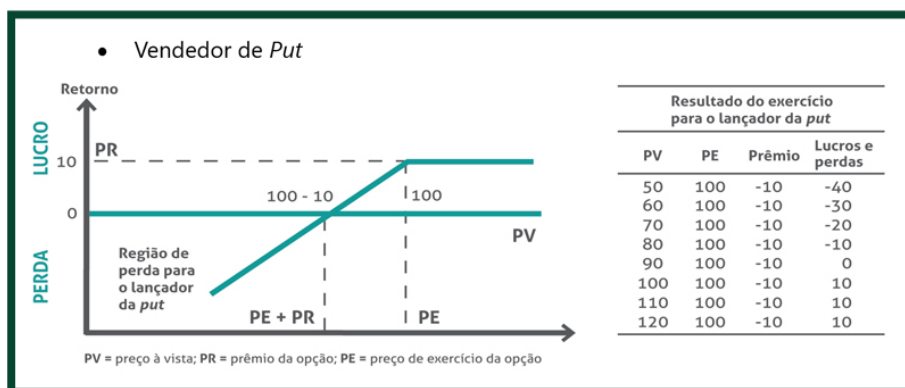 • Vendedor de Put
Retorno
LUCRO
PERDA
10
0
PR
100 - 10
100
PV
Região de
perda para
o lançador
da put
PE + PR
PE
PV = preço à vista; PR = prêmio da opção; PE = preço de exercício da opção
Resultado do exercício
para o lançador da put
PV PE Prêmio Lucros e perdas
50 100 -10 -40
60 100 -10 -30
70 100 -10 -20
80 100 -10 -10
90 100 -10 0
100 100 -10 10
110 100 -10 10
120 100 -10 10